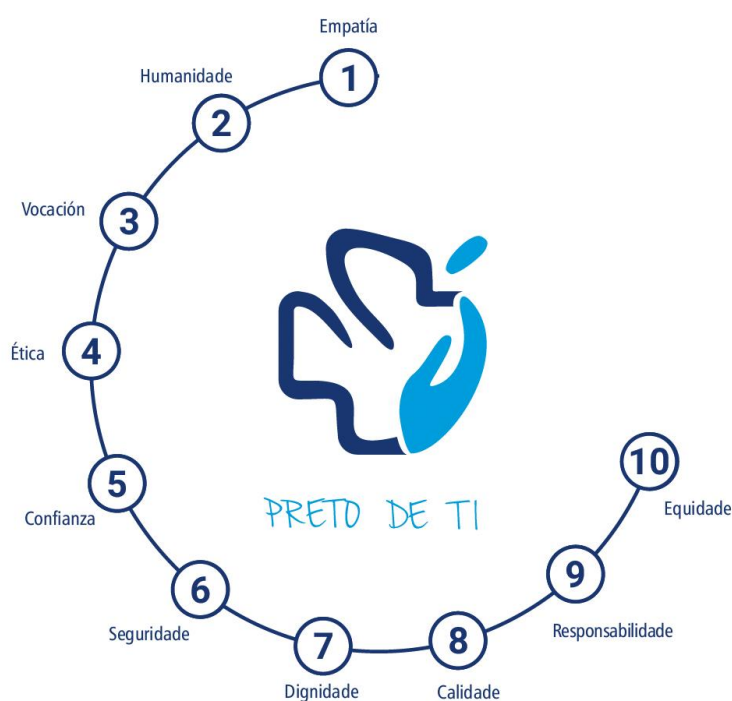 Empatía
1
Humanidade
2
Vocación
3
Ética
4
5
Confianza
6
Seguridade
7
Dignidade
8
Calidade
9
Responsabilidade
10
Equidade
PRETO DE TI